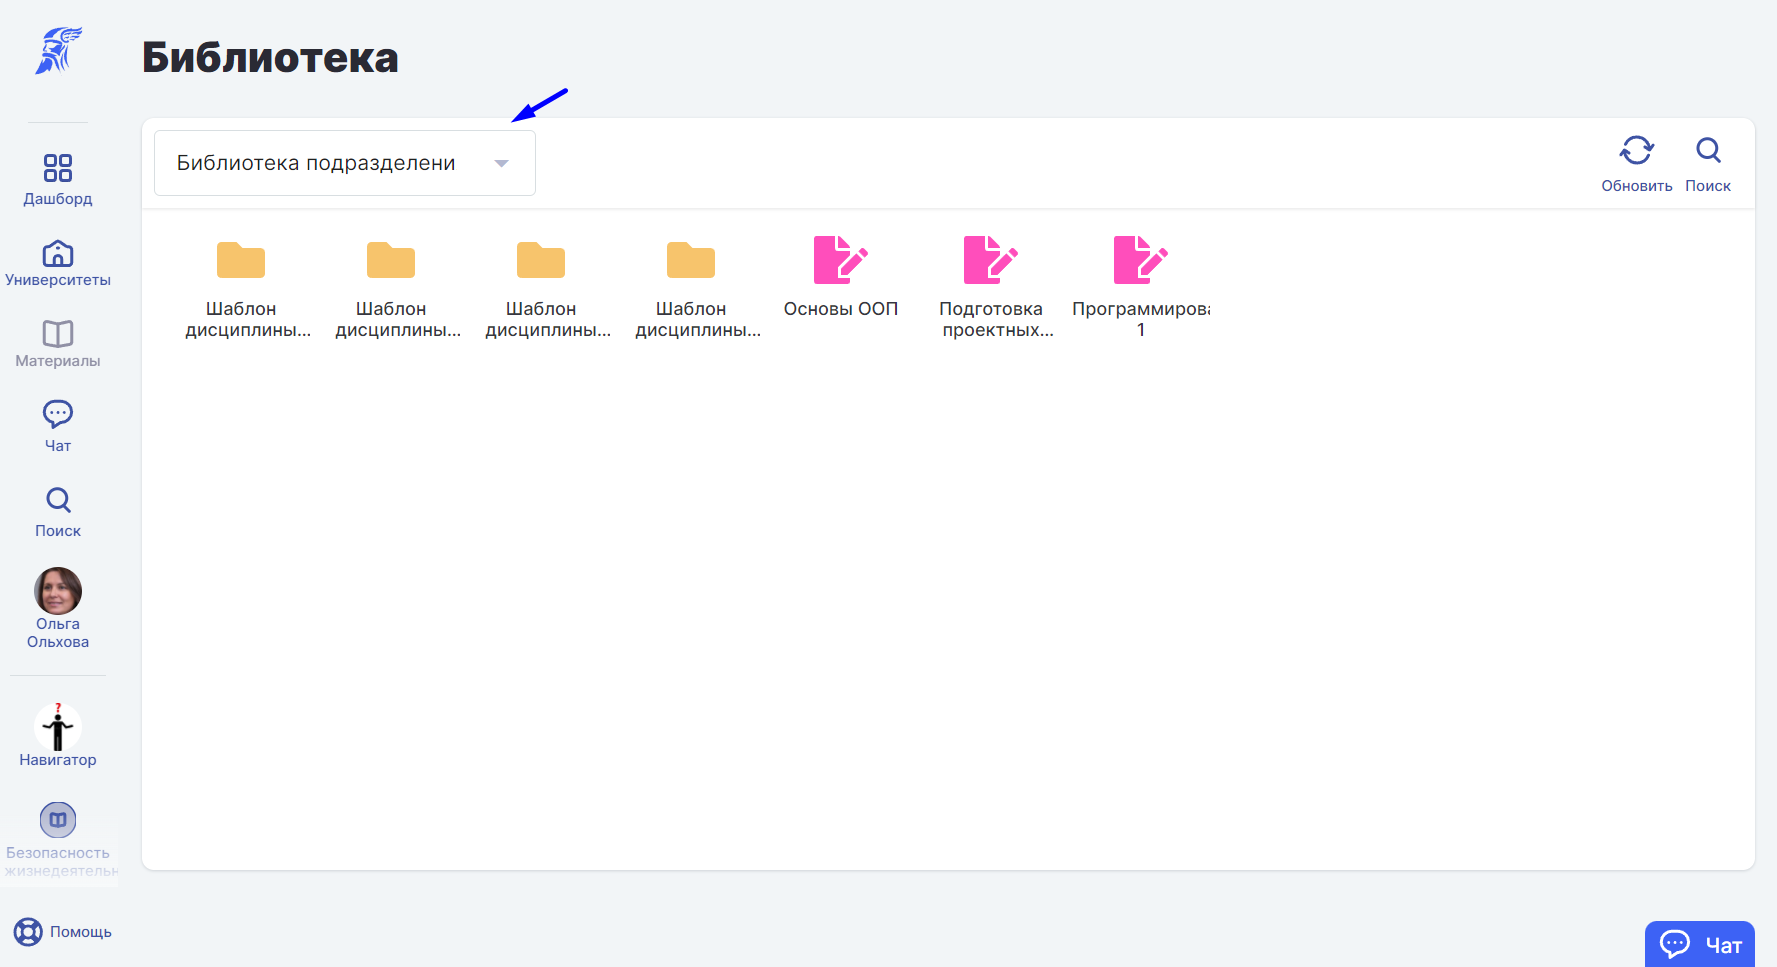 Библиотека
Библиотека подразделени
Обновить
Поиск
Дашборд
Университеты
Материалы
Чат
Поиск
Ольга
Ольхова
?
Навигатор
Безопасность
жизнедеятельн
Помощь
Шаблон
дисциплины...
Шаблон
дисциплины...
Шаблон
дисциплины...
Шаблон
дисциплины...
Основы ООП
Подготовка
проектных...
Программирова
1
Чат